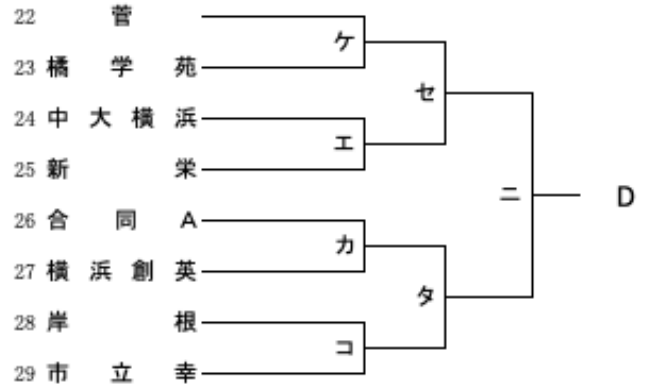 22 菅
ケ
23 橘学苑
セ
24 中大横浜
エ
25 新栄
ニ D
26 合同A
カ
27 横浜創英
タ
28 岸根
コ
29 市立幸